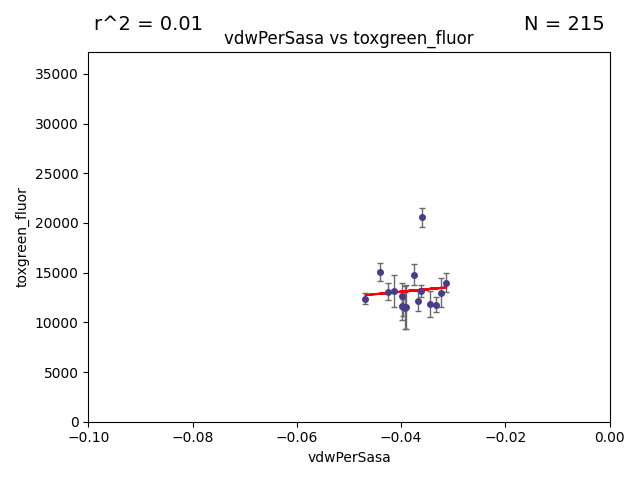 r^2 = 0.01
N = 215
vdwPerSasa vs toxgreen_fluor
35000
30000
25000
20000
15000
10000
5000
0
toxgreen_fluor
−0.10
−0.08
−0.06
−0.04
−0.02
0.00
vdwPerSasa